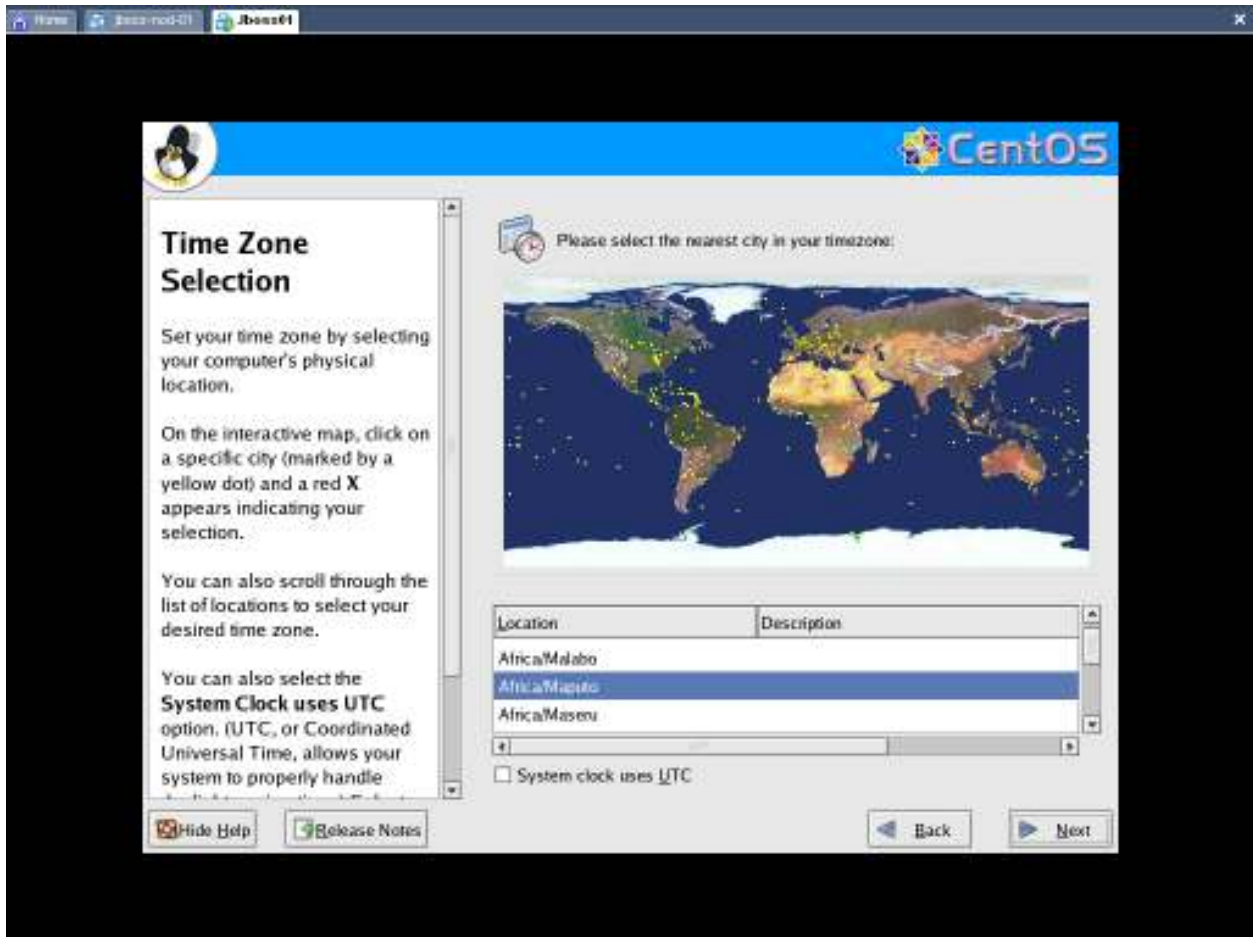 Home
Jboss01
CentOS
Time Zone
Selection
Set your time zone by selecting
your computer's physical
location.
On the interactive map, click on
a specific city (marked by a
yellow dot) and a red X
appears indicating your
selection.
You can also scroll through the
list of locations to select your
desired time zone.
You can also select the
System Clock uses UTC
option. (UTC, or Coordinated
Universal Time, allows your
system to properly handle
Please select the nearest city in your timezone:
Location Description
Africa/Malabo
Africa/Maputo
Africa/Maseru
System clock uses UTC
Hide Help
Release Notes
Back
Next